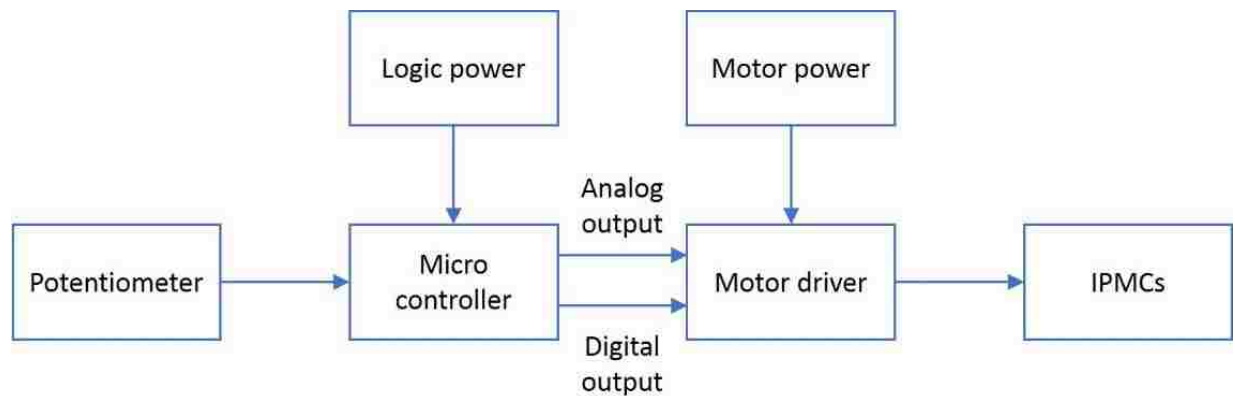 Logic power
Motor power
Analog
output
Potentiometer
Micro
controller
Motor driver
IPMCs
Digital
output